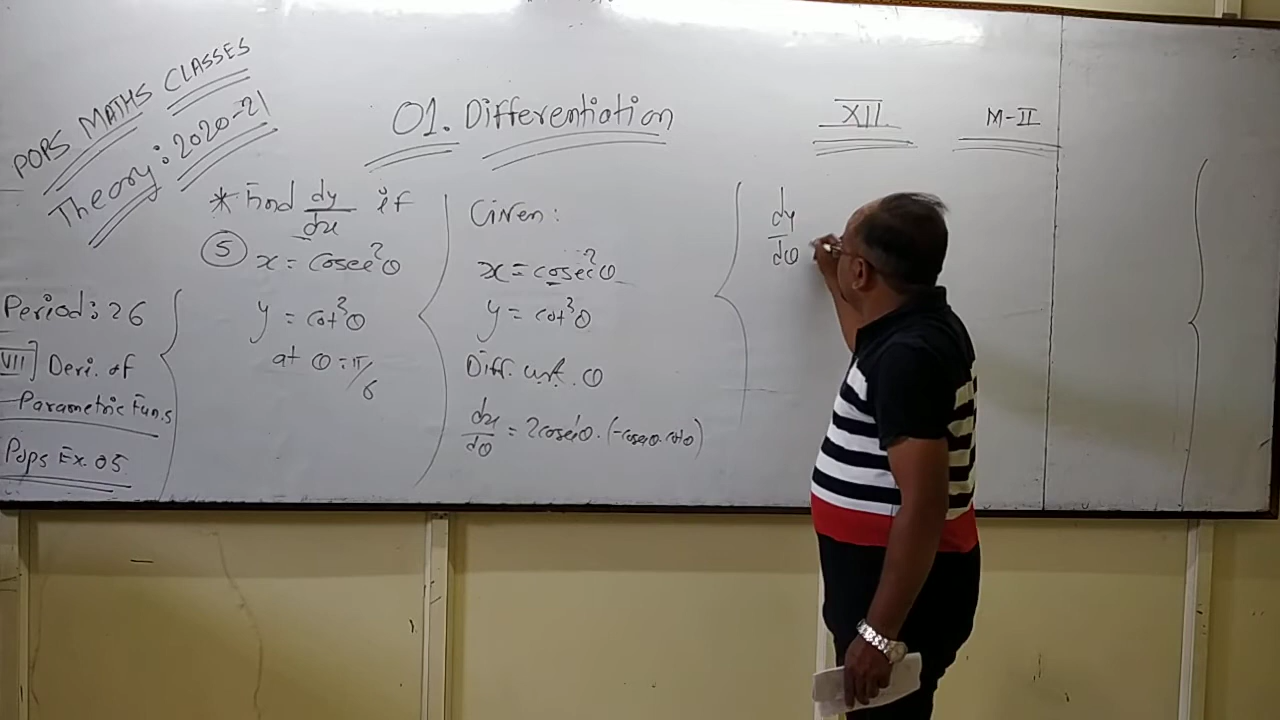 POPS MATHS CLASSES
Theory: 2020-21
01. Differentiation
XII
M-II
Period: 26
VII] Deri. of
Parametric Funs
Pops Ex. 05
* Find dy/dx if
⑤ x = cosec²θ
y = cot³θ
at θ = π/6
Given:
x = cosec²θ
y = cot³θ
Diff. w.r.t. θ
dx/dθ = 2cosecθ.(-cosecθ.cotθ)
dy/dθ